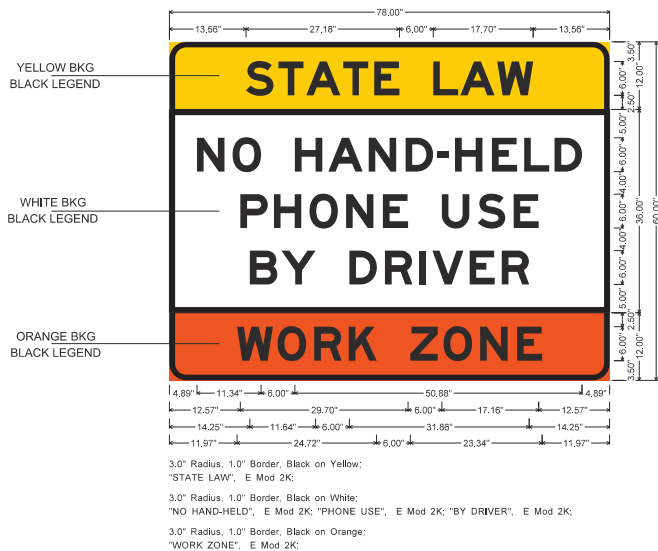 78.00"
13.56" 27.18" 6.00" 17.70" 13.56"
YELLOW BKG
BLACK LEGEND
STATE LAW
3.50"
6.00"
2.50"
12.00"
WHITE BKG
BLACK LEGEND
NO HAND-HELD
PHONE USE
BY DRIVER
5.00"
6.00"
4.00"
6.00"
4.00"
6.00"
5.00"
36.00"
60.00"
ORANGE BKG
BLACK LEGEND
WORK ZONE
2.50"
6.00"
3.50"
12.00"
4.89" 11.34" 6.00" 50.88" 4.89"
12.57" 29.70" 6.00" 17.16" 12.57"
14.25" 11.64" 6.00" 31.86" 14.25"
11.97" 24.72" 6.00" 23.34" 11.97"
3.0" Radius, 1.0" Border, Black on Yellow;
"STATE LAW", E Mod 2K;
3.0" Radius, 1.0" Border, Black on White;
"NO HAND-HELD", E Mod 2K; "PHONE USE", E Mod 2K; "BY DRIVER", E Mod 2K;
3.0" Radius, 1.0" Border, Black on Orange;
"WORK ZONE", E Mod 2K;